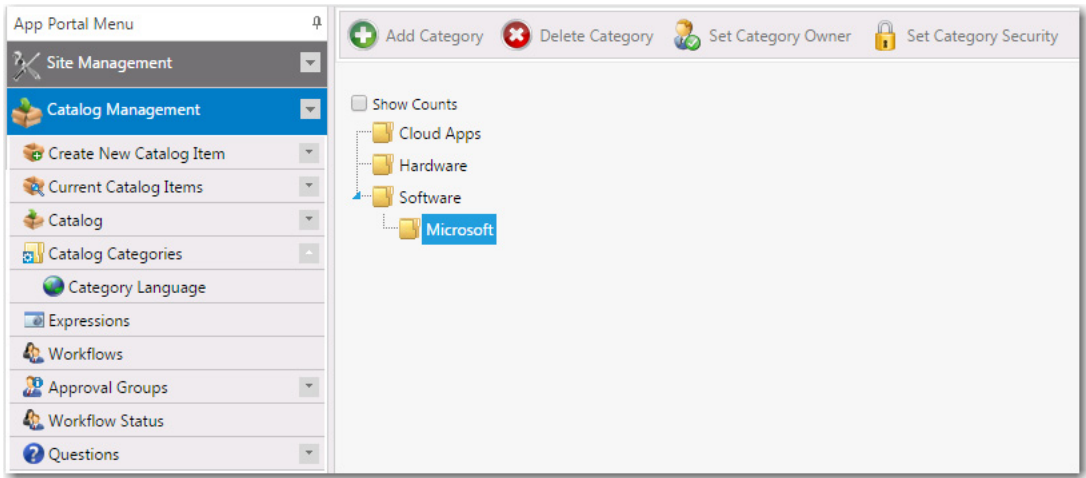 App Portal Menu
Site Management
Catalog Management
Create New Catalog Item
Current Catalog Items
Catalog
Catalog Categories
Category Language
Expressions
Workflows
Approval Groups
Workflow Status
Questions
Add Category Delete Category Set Category Owner Set Category Security
Show Counts
Cloud Apps
Hardware
Software
Microsoft